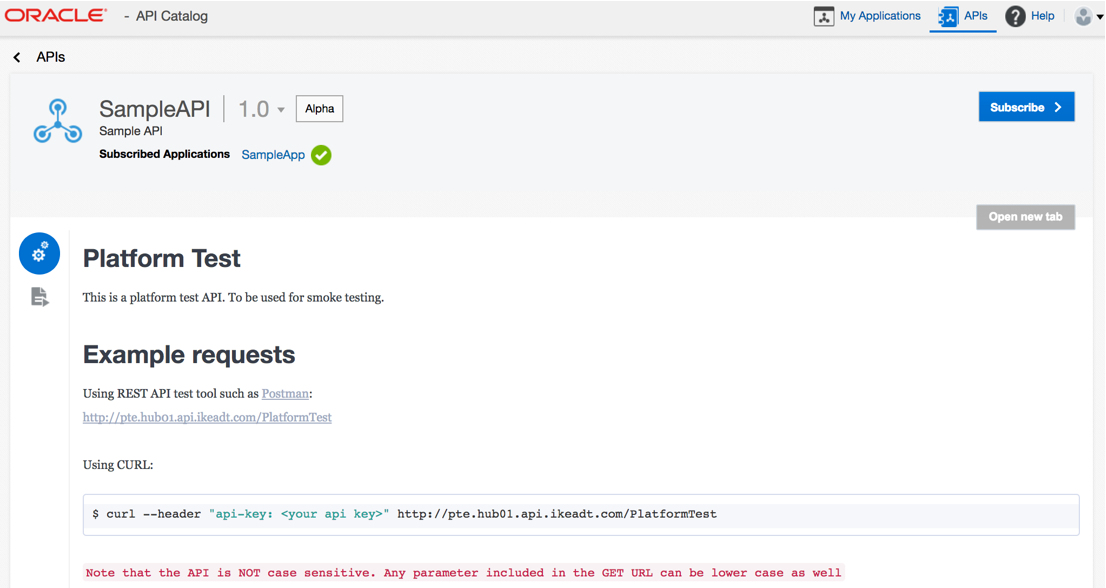 ORACLE - API Catalog My Applications APIs ? Help
APIs
SampleAPI 1.0 Alpha Subscribe
Sample API
Subscribed Applications SampleApp
Open new tab
Platform Test
This is a platform test API. To be used for smoke testing.
Example requests
Using REST API test tool such as Postman:
http://pte.hub01.api.ikeadt.com/PlatformTest
Using CURL:
$ curl --header "api-key: <your api key>" http://pte.hub01.api.ikeadt.com/PlatformTest
Note that the API is NOT case sensitive. Any parameter included in the GET URL can be lower case as well